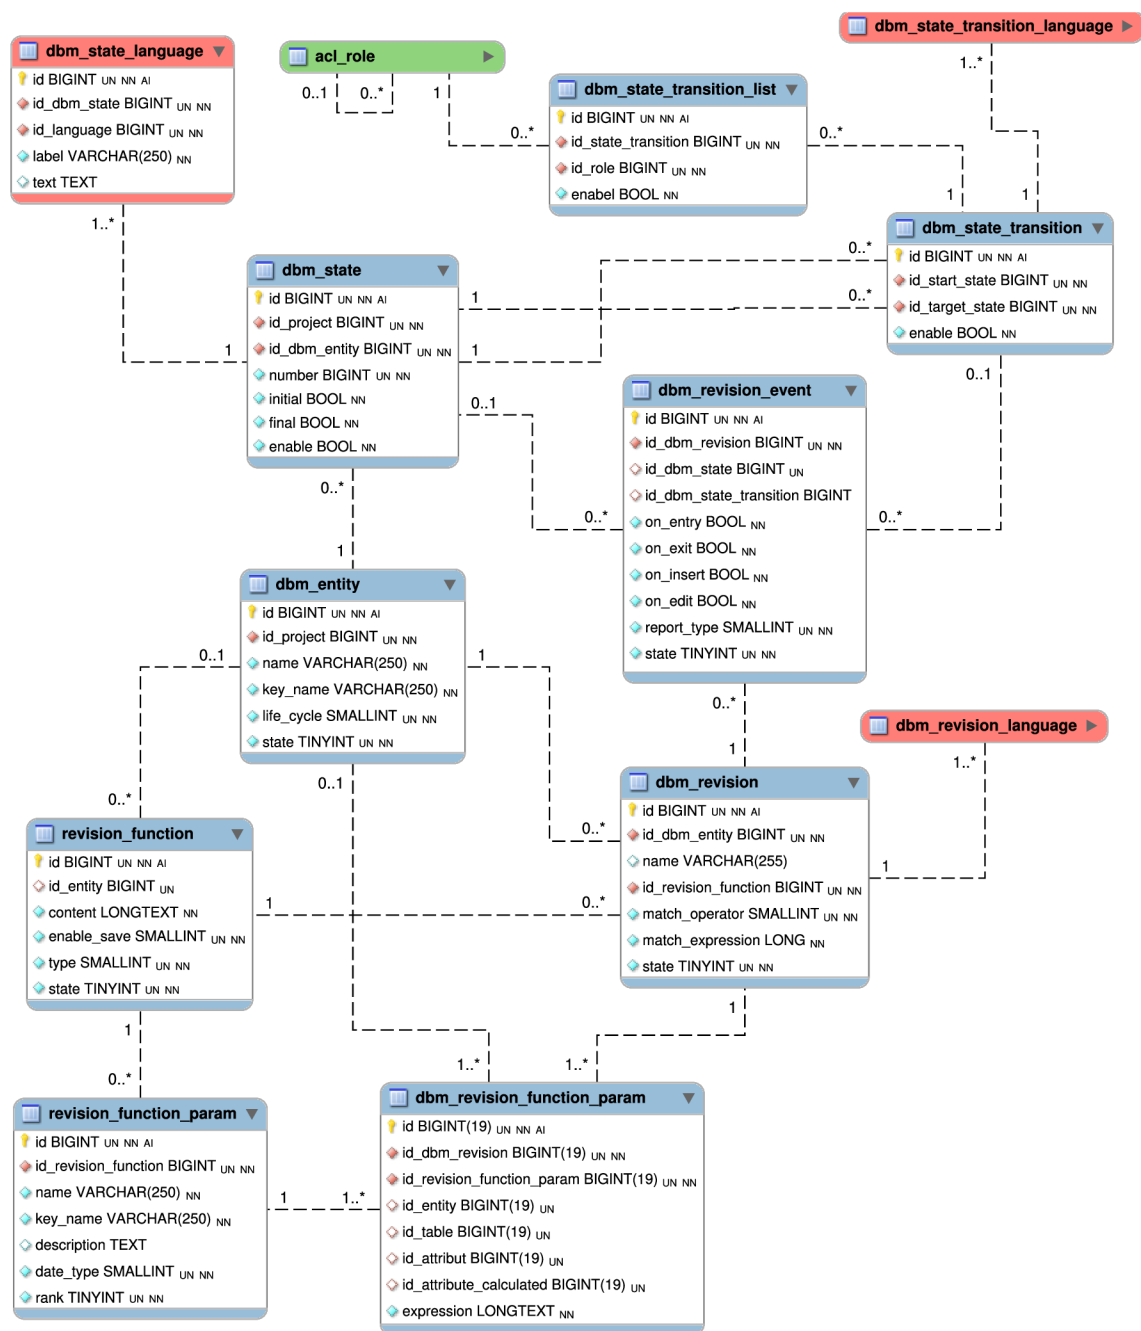 dbm_state_transition_language
1..*
dbm_state_language
id BIGINT UN NN AI
id_dbm_state BIGINT UN NN
id_language BIGINT UN NN
label VARCHAR(250) NN
text TEXT
1..*
1
acl_role
0..1
0..*
1
0..*
dbm_state_transition_list
id BIGINT UN NN AI
id_state_transition BIGINT UN NN
id_role BIGINT UN NN
enabel BOOL NN
0..*
1
1
dbm_state_transition
id BIGINT UN NN AI
id_start_state BIGINT UN NN
id_target_state BIGINT UN NN
enable BOOL NN
0..*
0..*
0..1
dbm_state
id BIGINT UN NN AI
id_project BIGINT UN NN
id_dbm_entity BIGINT UN NN
number BIGINT UN NN
initial BOOL NN
final BOOL NN
enable BOOL NN
1
1
0..1
0..*
dbm_revision_event
id BIGINT UN NN AI
id_dbm_revision BIGINT UN NN
id_dbm_state BIGINT UN
id_dbm_state_transition BIGINT
on_entry BOOL NN
on_exit BOOL NN
on_insert BOOL NN
on_edit BOOL NN
report_type SMALLINT UN NN
state TINYINT UN NN
0..*
0..*
0..*
1
1
dbm_entity
id BIGINT UN NN AI
id_project BIGINT UN NN
name VARCHAR(250) NN
key_name VARCHAR(250) NN
life_cycle SMALLINT UN NN
state TINYINT UN NN
0..1
1
0..1
0..*
0..*
dbm_revision_language
1..*
1
dbm_revision
id BIGINT UN NN AI
id_dbm_entity BIGINT UN NN
name VARCHAR(255)
id_revision_function BIGINT UN NN
match_operator SMALLINT UN NN
match_expression LONG NN
state TINYINT UN NN
revision_function
id BIGINT UN NN AI
id_entity BIGINT UN
content LONGTEXT NN
enable_save SMALLINT UN NN
type SMALLINT UN NN
state TINYINT UN NN
1
0..*
1
0..*
1
1..*
1..*
revision_function_param
id BIGINT UN NN AI
id_revision_function BIGINT UN NN
name VARCHAR(250) NN
key_name VARCHAR(250) NN
description TEXT
date_type SMALLINT UN NN
rank TINYINT UN NN
1
1..*
dbm_revision_function_param
id BIGINT(19) UN NN AI
id_dbm_revision BIGINT(19) UN NN
id_revision_function_param BIGINT(19) UN NN
id_entity BIGINT(19) UN
id_table BIGINT(19) UN
id_attribut BIGINT(19) UN
id_attribute_calculated BIGINT(19) UN
expression LONGTEXT NN